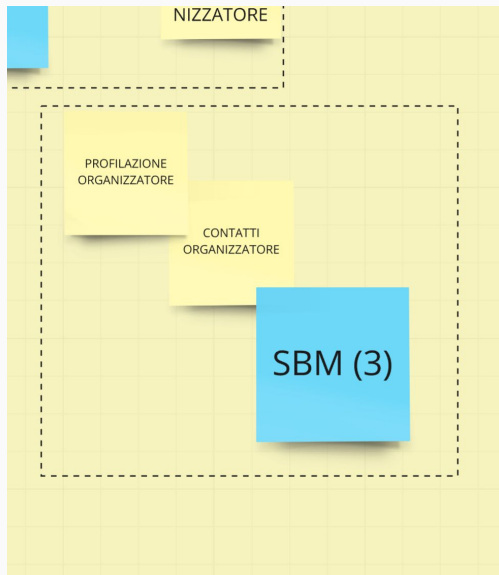 NIZZATORE
PROFILAZIONE
ORGANIZZATORE
CONTATTI
ORGANIZZATORE
SBM (3)